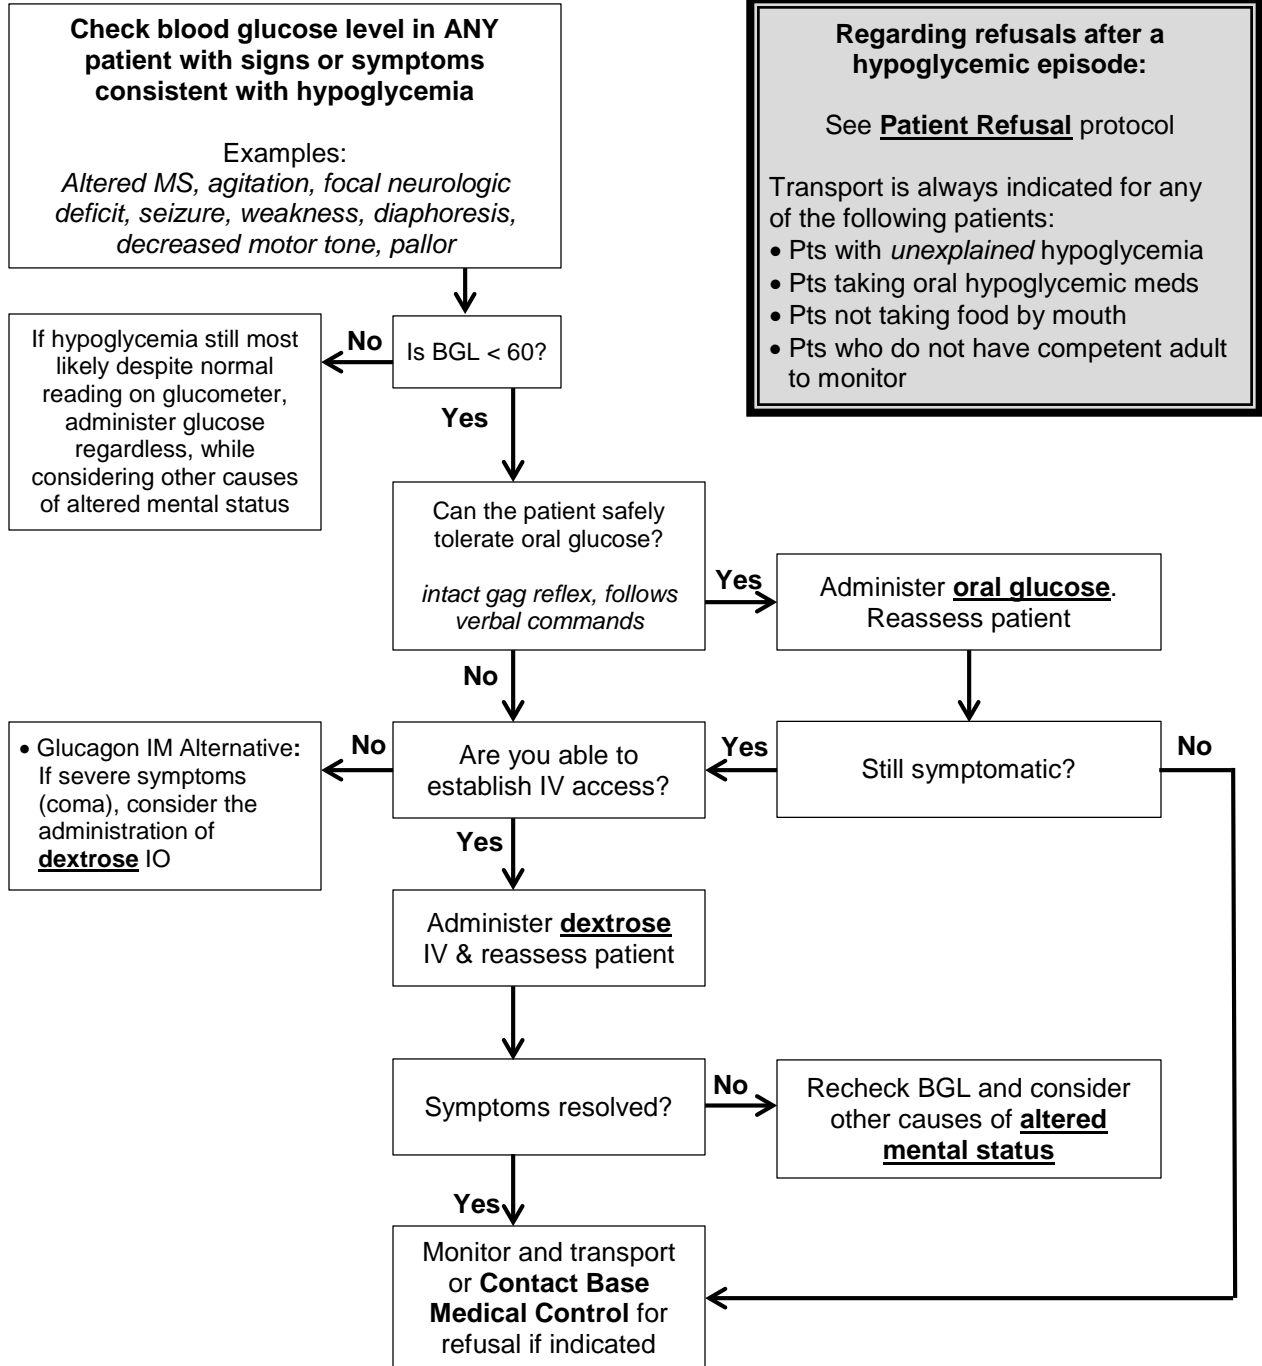 Check blood glucose level in ANY
patient with signs or symptoms
consistent with hypoglycemia
Examples:
Altered MS, agitation, focal neurologic
deficit, seizure, weakness, diaphoresis,
decreased motor tone, pallor
Regarding refusals after a
hypoglycemic episode:
See Patient Refusal protocol
Transport is always indicated for any
of the following patients:
• Pts with unexplained hypoglycemia
• Pts taking oral hypoglycemic meds
• Pts not taking food by mouth
• Pts who do not have competent adult
to monitor
Is BGL < 60?
No
If hypoglycemia still most
likely despite normal
reading on glucometer,
administer glucose
regardless, while
considering other causes
of altered mental status
Yes
Can the patient safely
tolerate oral glucose?
intact gag reflex, follows
verbal commands
Yes
Administer oral glucose.
Reassess patient
No
Are you able to
establish IV access?
Yes
Still symptomatic?
No
No
• Glucagon IM Alternative:
If severe symptoms
(coma), consider the
administration of
dextrose IO
Yes
Administer dextrose
IV & reassess patient
Symptoms resolved?
No
Recheck BGL and consider
other causes of altered
mental status
Yes
Monitor and transport
or Contact Base
Medical Control for
refusal if indicated